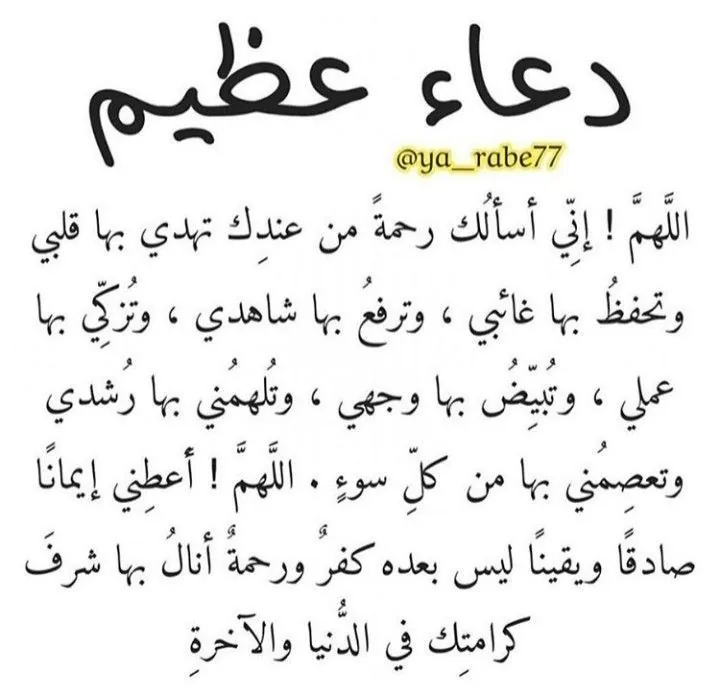 دعاء عظيم
@ya_rabe77
اللَّهمَّ ! إنِّي أسألُك رحمةً من عندِك تهدي بها قلبي
وتحفظُ بها غائبي ، وترفعُ بها شاهدي ، وتُزكِّي بها
عملي ، وتُبيِّضُ بها وجهي ، وتُلهمُني بها رُشدي
وتعصِمُني بها من كلِّ سوءٍ . اللَّهمَّ ! أعطِني إيمانًا
صادقًا ويقينًا ليس بعده كفرٌ ورحمةٌ أنالُ بها شرفَ
كرامتِك في الدُّنيا والآخرةِ